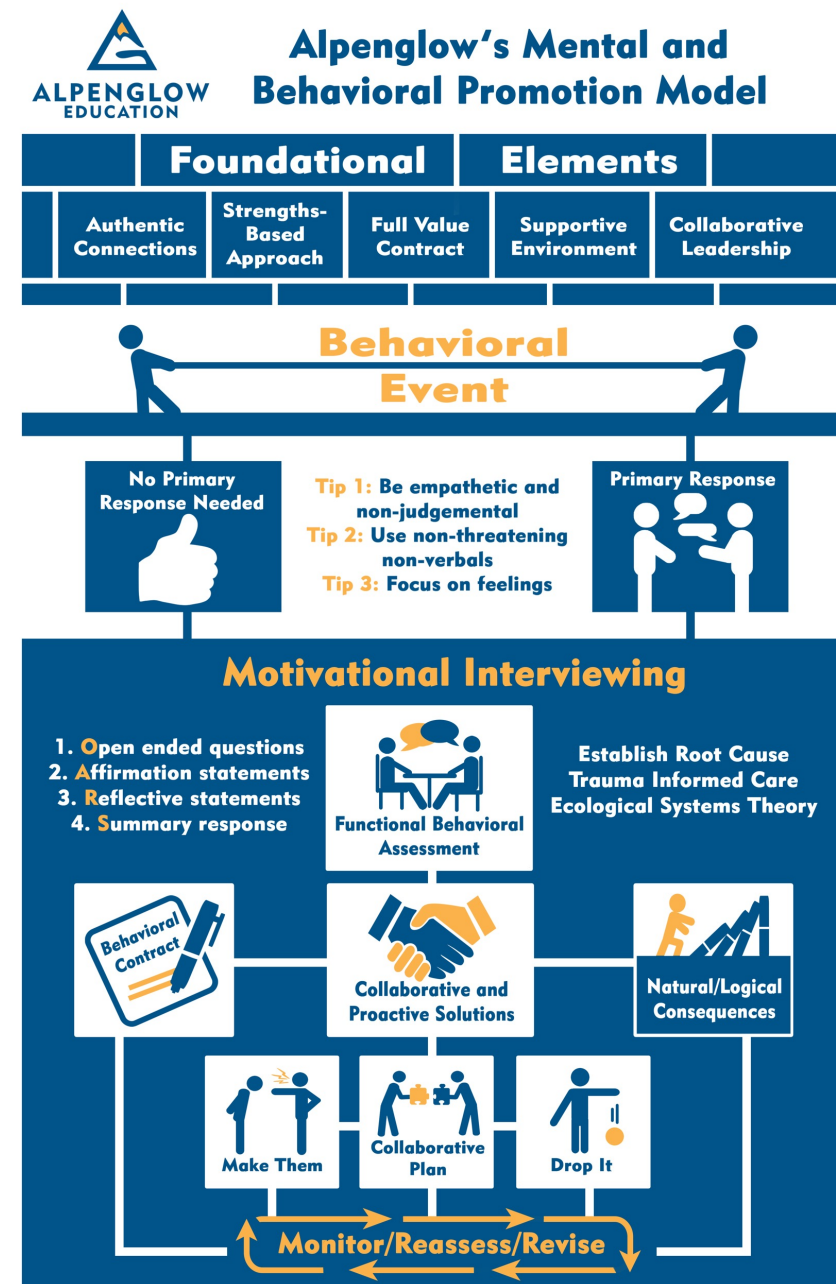 ALPENGLOW
EDUCATION
Alpenglow's Mental and
Behavioral Promotion Model
Foundational Elements
Authentic
Connections
Strengths-
Based
Approach
Full Value
Contract
Supportive
Environment
Collaborative
Leadership
Behavioral
Event
No Primary
Response Needed
Tip 1: Be empathetic and
non-judgemental
Tip 2: Use non-threatening
non-verbals
Tip 3: Focus on feelings
Primary Response
Motivational Interviewing
1. Open ended questions
2. Affirmation statements
3. Reflective statements
4. Summary response
Functional Behavioral
Assessment
Establish Root Cause
Trauma Informed Care
Ecological Systems Theory
Behavioral
Contract
Collaborative and
Proactive Solutions
Natural/Logical
Consequences
Make Them
Collaborative
Plan
Drop It
Monitor/Reassess/Revise